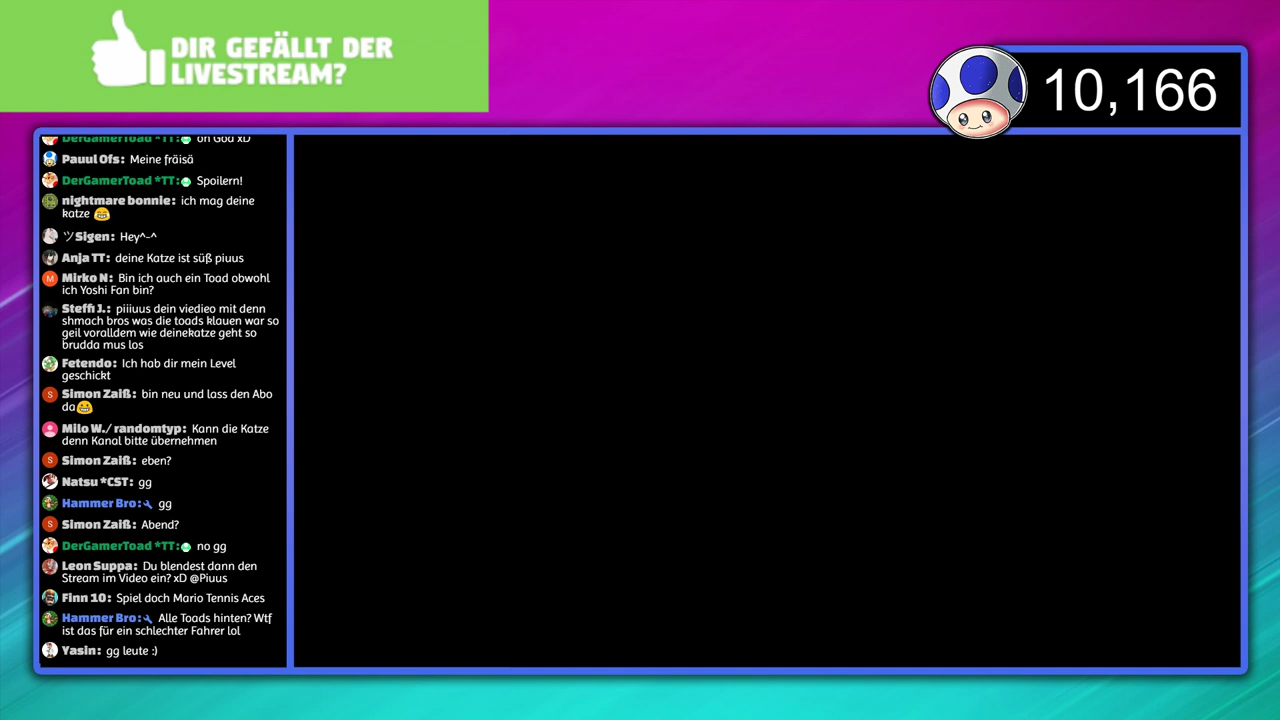 DIR GEFÄLLT DER
LIVESTREAM?
10,166
DerGamerToad *TT: oh God xD
Pauul Ofs: Meine fräisä
DerGamerToad *TT: Spoilern!
nightmare bonnie: ich mag deine
katze 😂
ツSigen: Hey^-^
Anja TT: deine Katze ist süß piuus
M
Mirko N: Bin ich auch ein Toad obwohl
ich Yoshi Fan bin?
Steffi J.: piiiuus dein viedieo mit denn
shmach bros was die toads klauen war so
geil voralldem wie deinekatze geht so
brudda mus los
Fetendo: Ich hab dir mein Level
geschickt
S
Simon Zaiß: bin neu und lass den Abo
da😄
Milo W./ randomtyp: Kann die Katze
denn Kanal bitte übernehmen
S
Simon Zaiß: eben?
Natsu *CST: gg
Hammer Bro: gg
S
Simon Zaiß: Abend?
DerGamerToad *TT: no gg
Leon Suppa: Du blendest dann den
Stream im Video ein? xD @Piuus
Finn 10: Spiel doch Mario Tennis Aces
Hammer Bro: Alle Toads hinten? Wtf
ist das für ein schlechter Fahrer lol
Yasin: gg leute :)